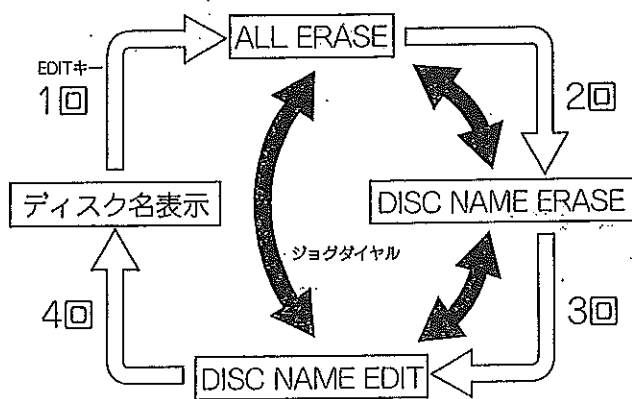 ALL ERASE
EDITキー
1回
2回
ディスク名表示
DISC NAME ERASE
ジョグダイヤル
4回
3回
DISC NAME EDIT